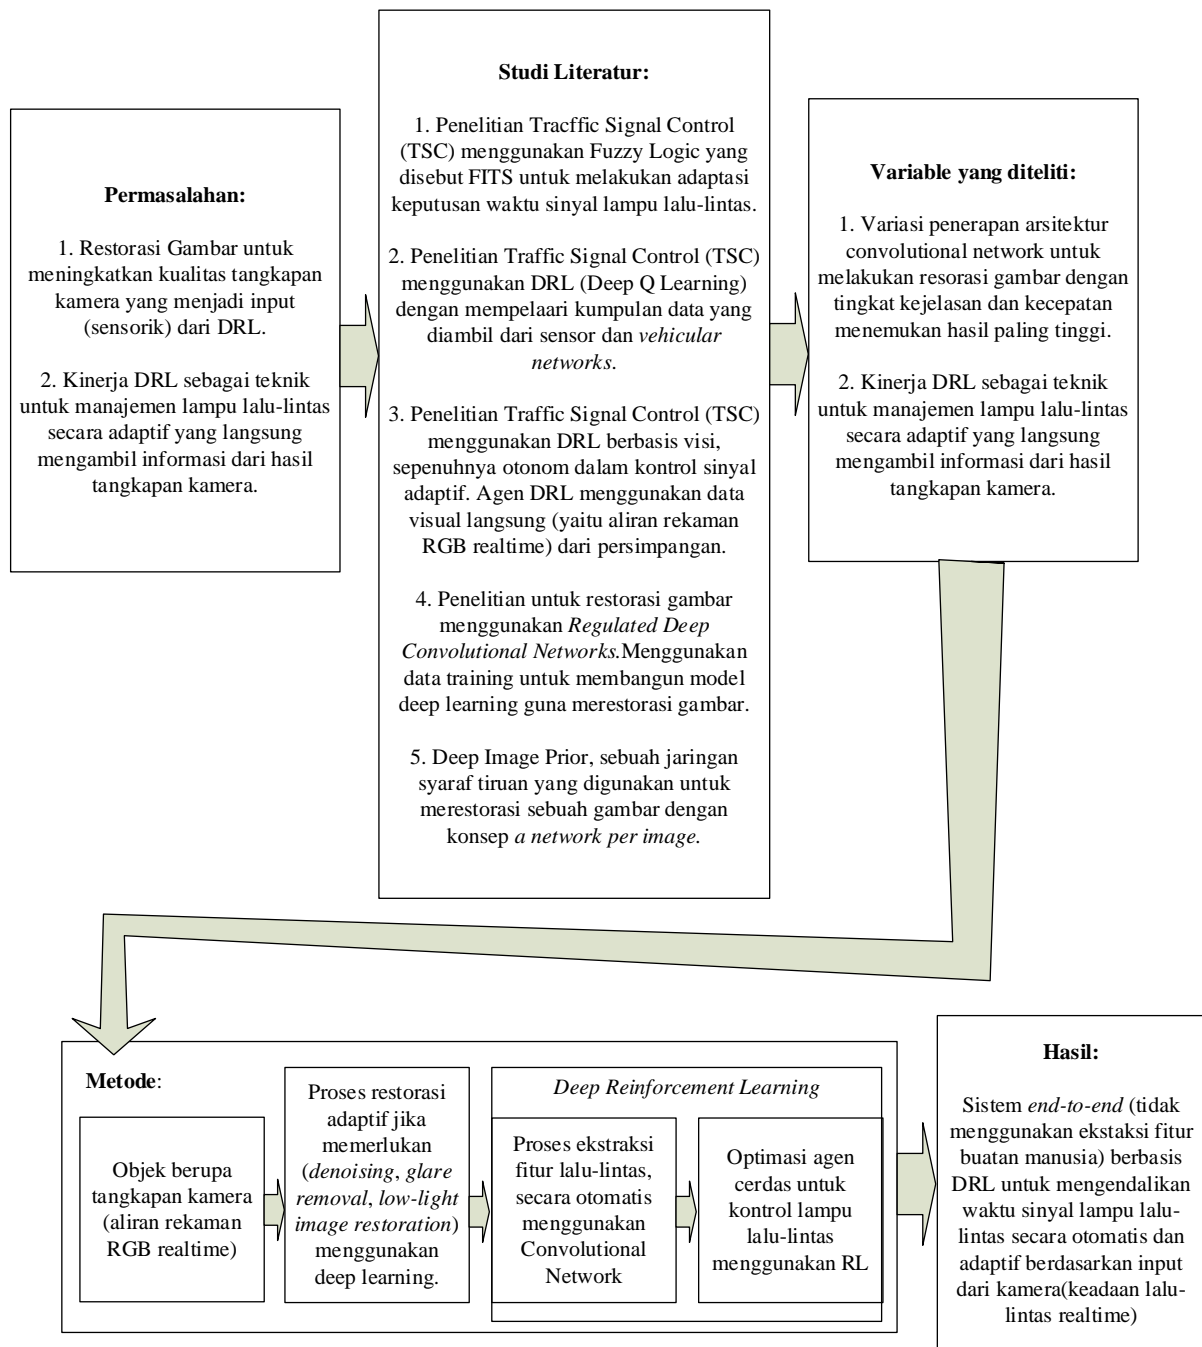 Permasalahan:
1. Restorasi Gambar untuk
meningkatkan kualitas tangkapan
kamera yang menjadi input
(sensorik) dari DRL.
2. Kinerja DRL sebagai teknik
untuk manajemen lampu lalu-lintas
secara adaptif yang langsung
mengambil informasi dari hasil
tangkapan kamera.
Studi Literatur:
1. Penelitian Tracffic Signal Control
(TSC) menggunakan Fuzzy Logic yang
disebut FITS untuk melakukan adaptasi
keputusan waktu sinyal lampu lalu-lintas.
2. Penelitian Traffic Signal Control (TSC)
menggunakan DRL (Deep Q Learning)
dengan mempelaari kumpulan data yang
diambil dari sensor dan vehicular
networks.
3. Penelitian Traffic Signal Control (TSC)
menggunakan DRL berbasis visi,
sepenuhnya otonom dalam kontrol sinyal
adaptif. Agen DRL menggunakan data
visual langsung (yaitu aliran rekaman
RGB realtime) dari persimpangan.
4. Penelitian untuk restorasi gambar
menggunakan Regulated Deep
Convolutional Networks.Menggunakan
data training untuk membangun model
deep learning guna merestorasi gambar.
5. Deep Image Prior, sebuah jaringan
syaraf tiruan yang digunakan untuk
merestorasi sebuah gambar dengan
konsep a network per image.
Variable yang diteliti:
1. Variasi penerapan arsitektur
convolutional network untuk
melakukan resorasi gambar dengan
tingkat kejelasan dan kecepatan
menemukan hasil paling tinggi.
2. Kinerja DRL sebagai teknik
untuk manajemen lampu lalu-lintas
secara adaptif yang langsung
mengambil informasi dari hasil
tangkapan kamera.
Metode:
Objek berupa
tangkapan kamera
(aliran rekaman
RGB realtime)
Proses restorasi
adaptif jika
memerlukan
(denoising, glare
removal, low-light
image restoration)
menggunakan
deep learning.
Deep Reinforcement Learning
Proses ekstraksi
fitur lalu-lintas,
secara otomatis
menggunakan
Convolutional
Network
Optimasi agen
cerdas untuk
kontrol lampu
lalu-lintas
menggunakan RL
Hasil:
Sistem end-to-end (tidak
menggunakan ekstaksi fitur
buatan manusia) berbasis
DRL untuk mengendalikan
waktu sinyal lampu lalu-
lintas secara otomatis dan
adaptif berdasarkan input
dari kamera(keadaan lalu-
lintas realtime)